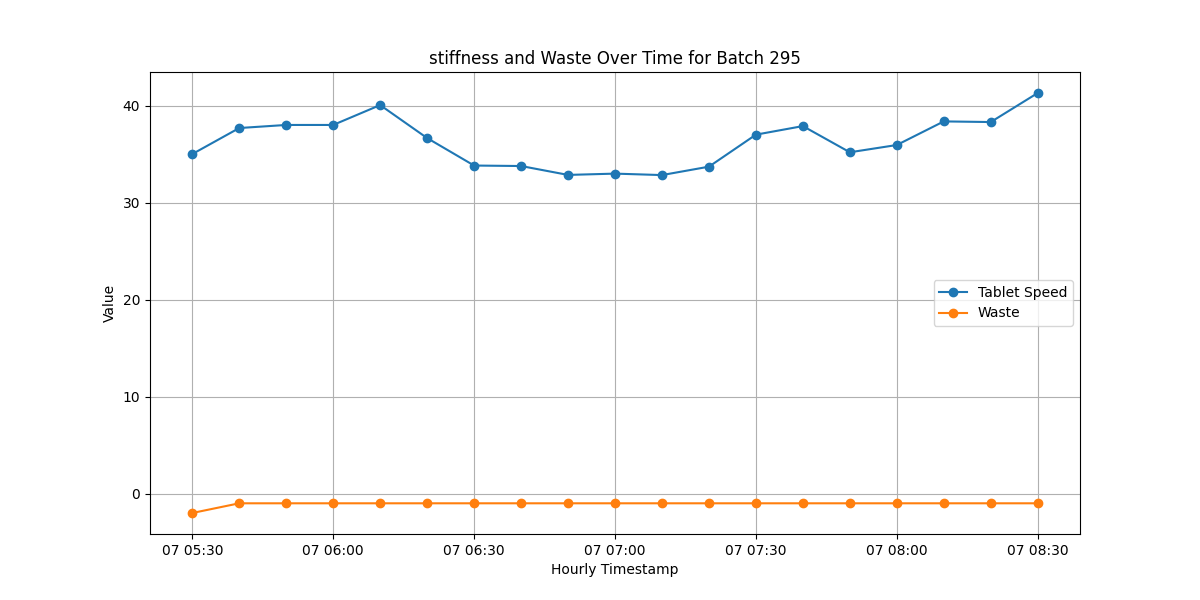 stiffness and Waste Over Time for Batch 295
40
30
20
10
0
Value
Tablet Speed
Waste
07 05:30
07 06:00
07 06:30
07 07:00
07 07:30
07 08:00
07 08:30
Hourly Timestamp